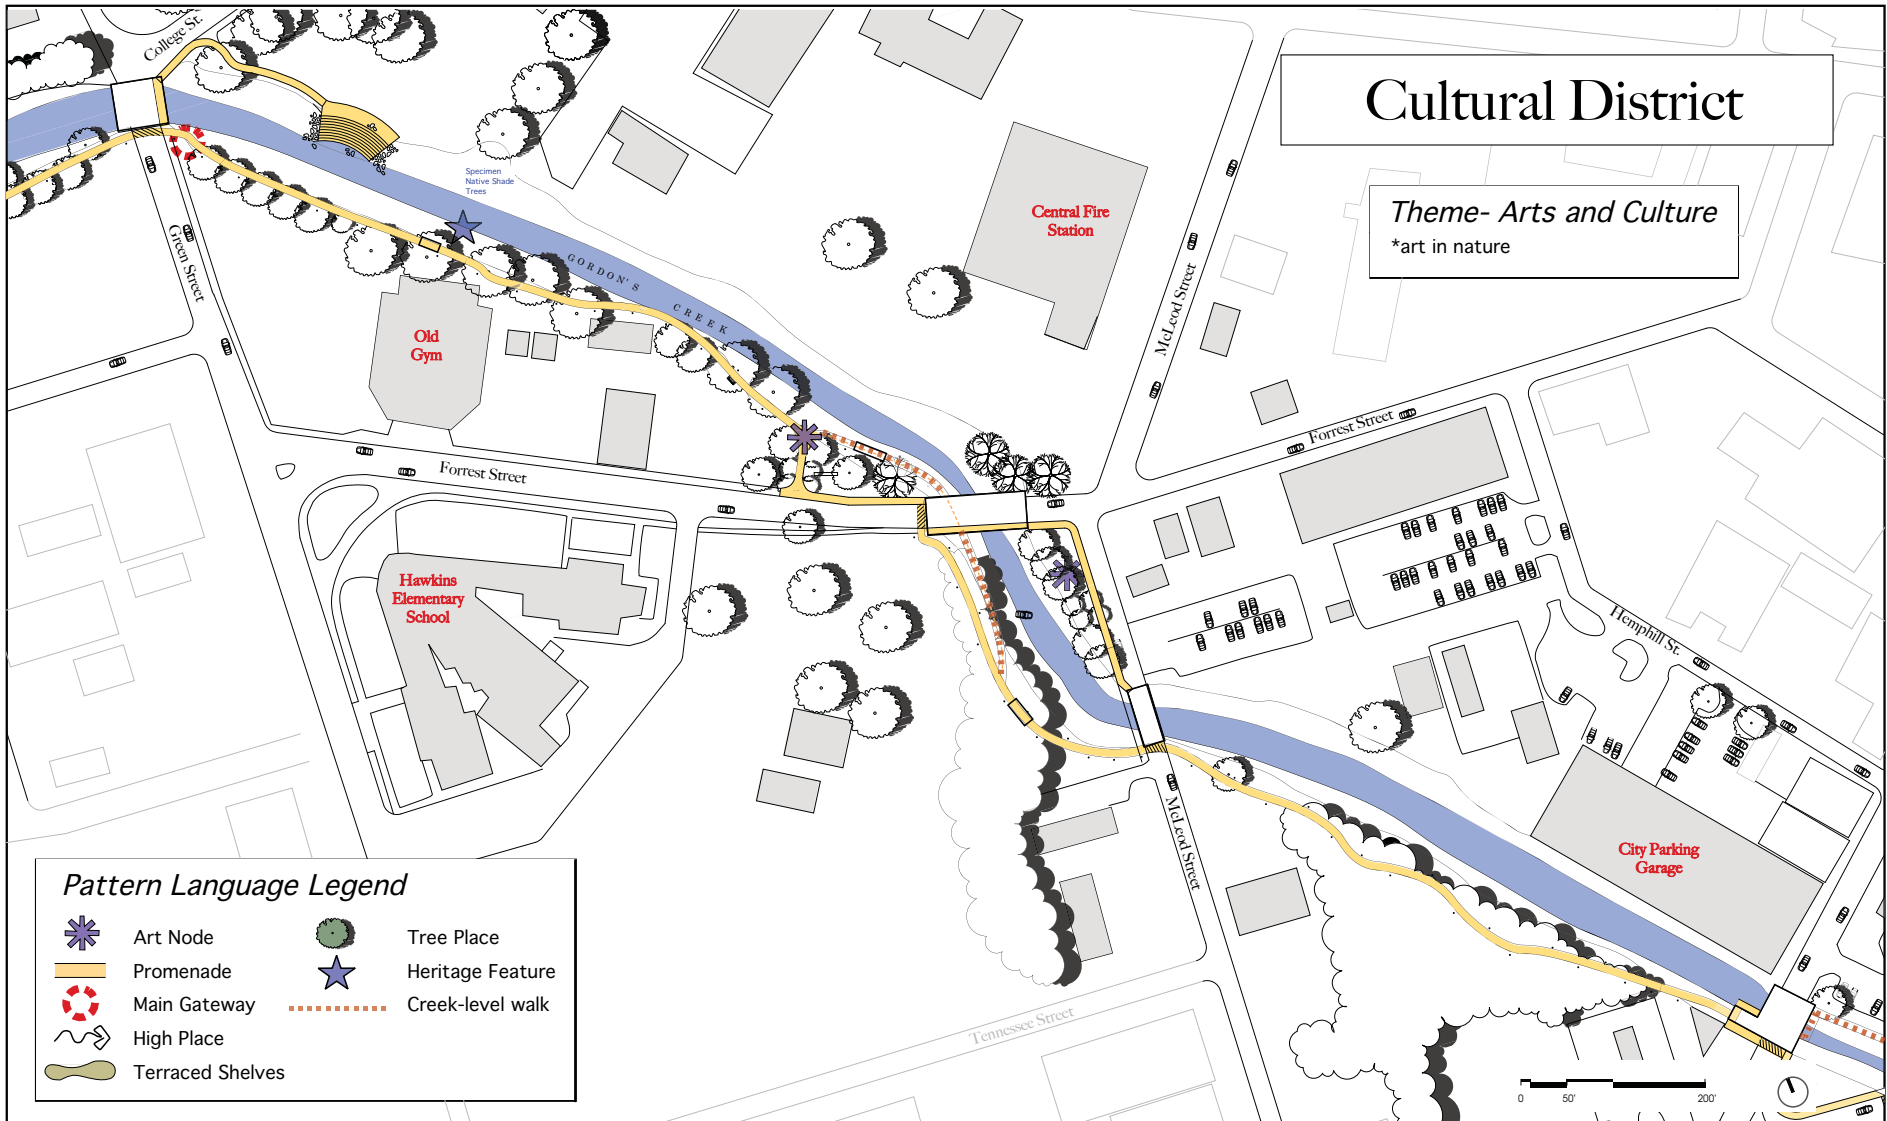 College St.
Cultural District
Theme- Arts and Culture
*art in nature
Specimen
Native Shade
Trees
Central Fire
Station
Green Street
GORDON'S
CREEK
McLeod Street
Old
Gym
Forrest Street
Forrest Street
Hawkins
Elementary
School
Hemphill St.
McLeod Street
City Parking
Garage
Tennessee Street
Pattern Language Legend
Art Node
Promenade
Main Gateway
High Place
Terraced Shelves
Tree Place
Heritage Feature
Creek-level walk
0 50' 200'